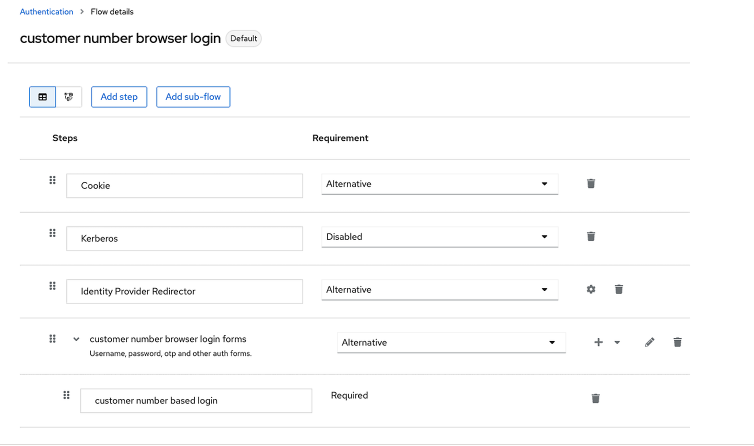 Authentication > Flow details
customer number browser login Default
Add step Add sub-flow
Steps Requirement
Cookie Alternative
Kerberos Disabled
Identity Provider Redirector Alternative
customer number browser login forms Alternative
Username, password, otp and other auth forms.
customer number based login Required